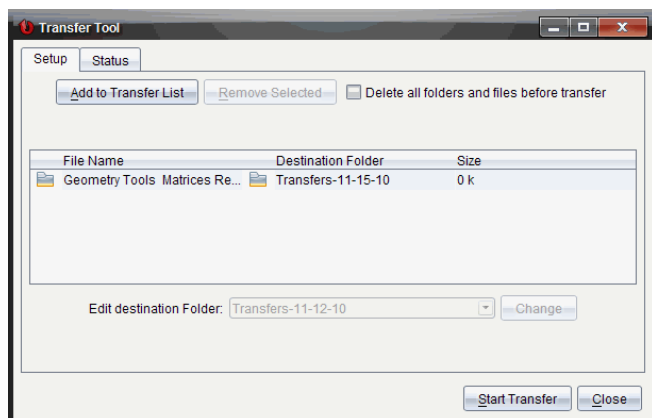 Transfer Tool
Setup Status
Add to Transfer List Remove Selected Delete all folders and files before transfer
File Name Destination Folder Size
Geometry Tools Matrices Re... Transfers-11-15-10 0 k
Edit destination Folder: Transfers-11-12-10 Change
Start Transfer Close